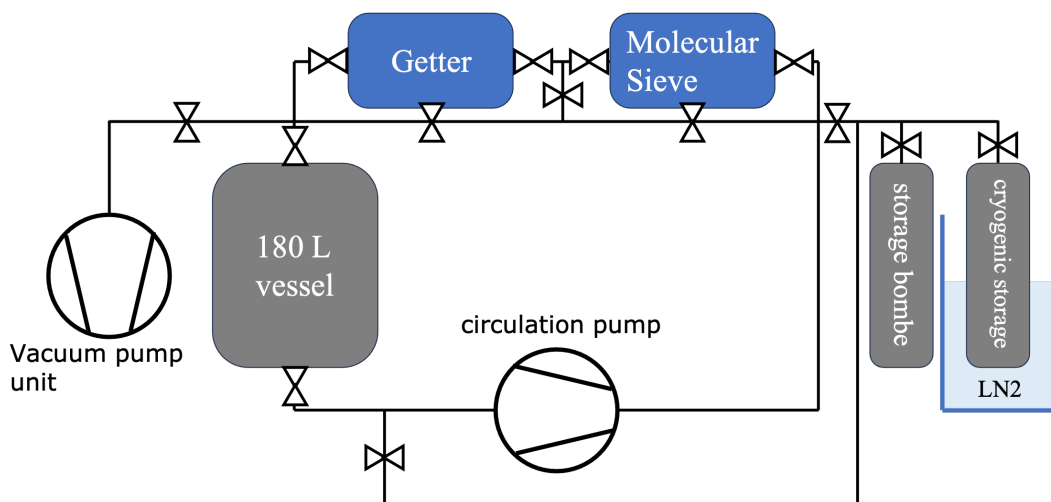 Getter
Molecular
Sieve
180 L
vessel
storage bombe
cryogenic storage
circulation pump
Vacuum pump
unit
LN2